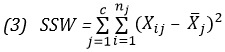 (3) SSW = \sum_{j=1}^{c} \sum_{i=1}^{n_j} (X_{ij} - \bar{X}_j)^2